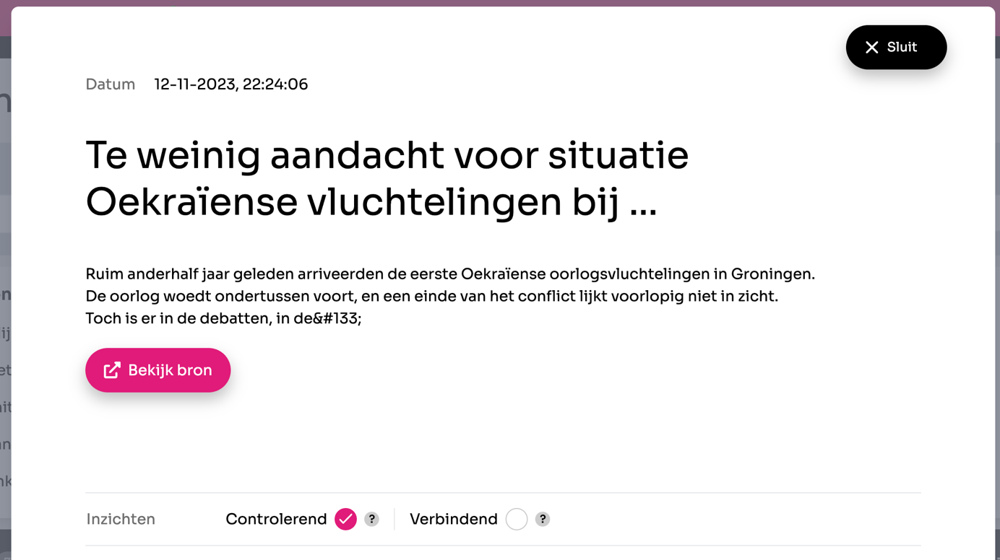 Sluit
Datum 12-11-2023, 22:24:06
Te weinig aandacht voor situatie
Oekraïense vluchtelingen bij ...
Ruim anderhalf jaar geleden arriveerden de eerste Oekraïense oorlogsvluchtelingen in Groningen.
De oorlog woedt ondertussen voort, en een einde van het conflict lijkt voorlopig niet in zicht.
Toch is er in de debatten, in de&#133;
Bekijk bron
Inzichten Controlerend ? Verbindend ?